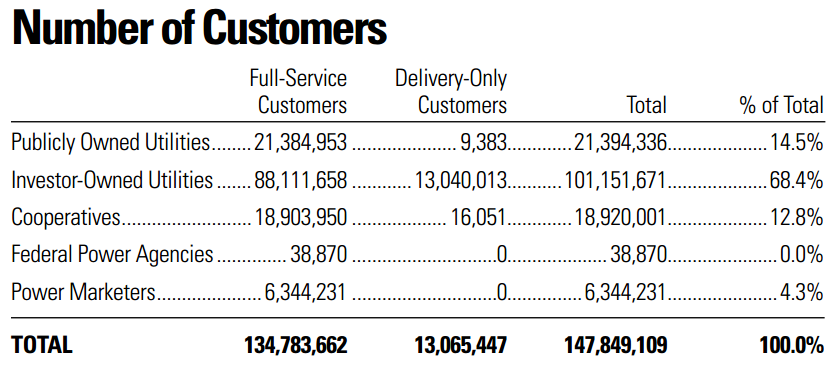 Number of Customers
Full-Service Delivery-Only
Customers Customers Total % of Total
Publicly Owned Utilities....... 21,384,953 ........................ 9,383.............. 21,394,336...................... 14.5%
Investor-Owned Utilities ...... 88,111,658 ............ 13,040,013............ 101,151,671...................... 68.4%
Cooperatives....................... 18,903,950 ..................... 16,051.............. 18,920,001...................... 12.8%
Federal Power Agencies ............... 38,870 ...............................0..................... 38,870........................ 0.0%
Power Marketers....................... 6,344,231 ...............................0................ 6,344,231........................ 4.3%
TOTAL 134,783,662 13,065,447 147,849,109 100.0%